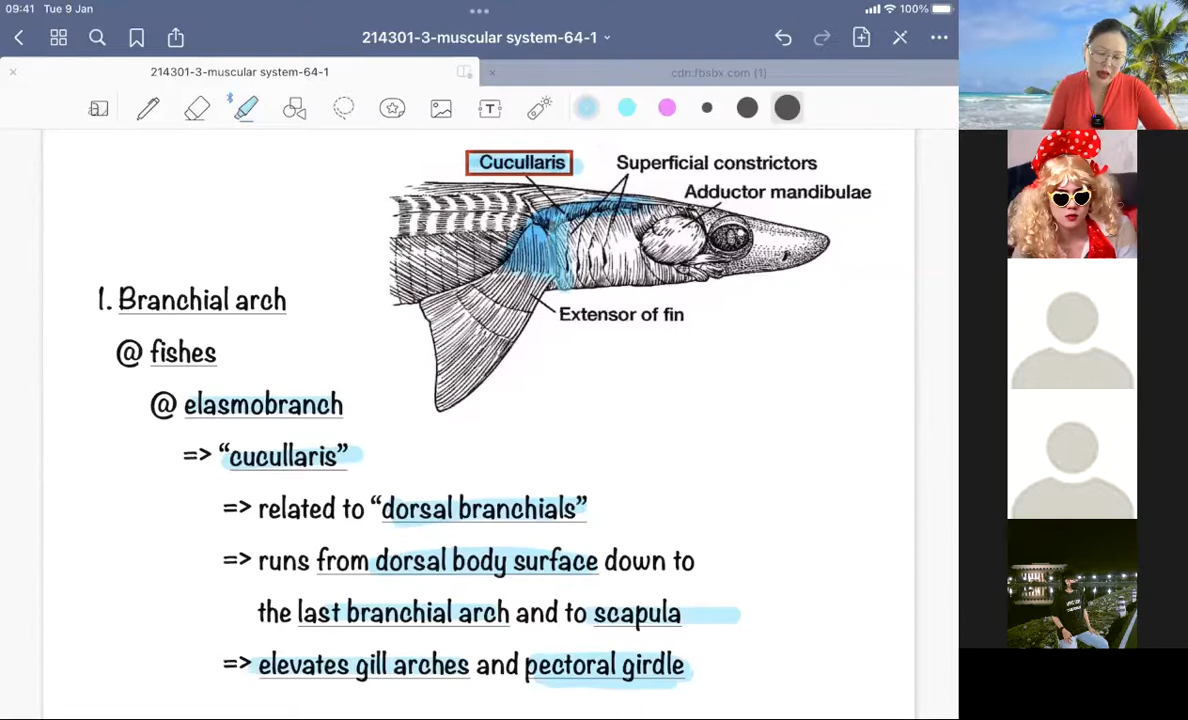 09:41 Tue 9 Jan
100%
214301-3-muscular system-64-1
214301-3-muscular system-64-1
cdn.fbsbx.com (1)
T
Cucullaris
Superficial constrictors
Adductor mandibulae
Extensor of fin
1. Branchial arch
@ fishes
@ elasmobranch
=> “cucullaris”
=> related to “dorsal branchials”
=> runs from dorsal body surface down to
the last branchial arch and to scapula
=> elevates gill arches and pectoral girdle